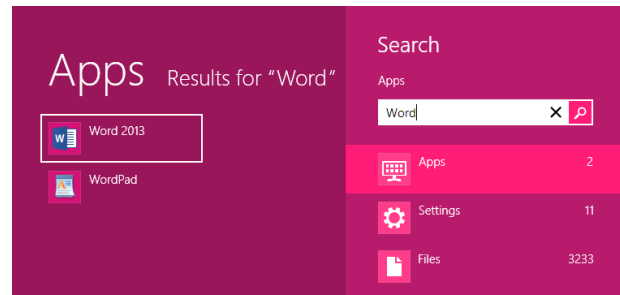 Apps Results for “Word”
Word 2013
WordPad
Search
Apps
Word
Apps 2
Settings 11
Files 3233